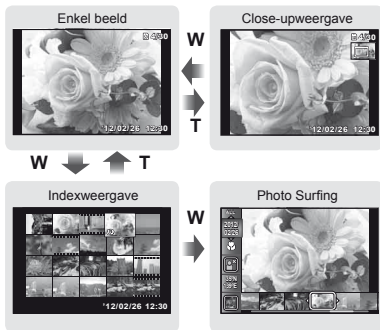 Enkel beeld
4/30
'12/02/26 12:30
W
T
Close-upweergave
4/30
'12/02/26 12:30
W
T
Indexweergave
'12/02/26 12:30
W
Photo Surfing
2012
02/26